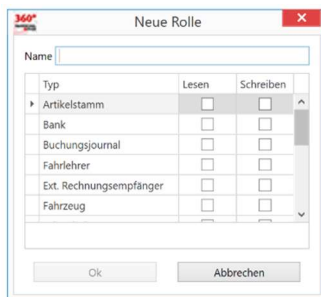 360°
Neue Rolle
Name
Typ Lesen Schreiben
Artikelstamm
Bank
Buchungsjournal
Fahrlehrer
Ext. Rechnungsempfänger
Fahrzeug
Ok Abbrechen